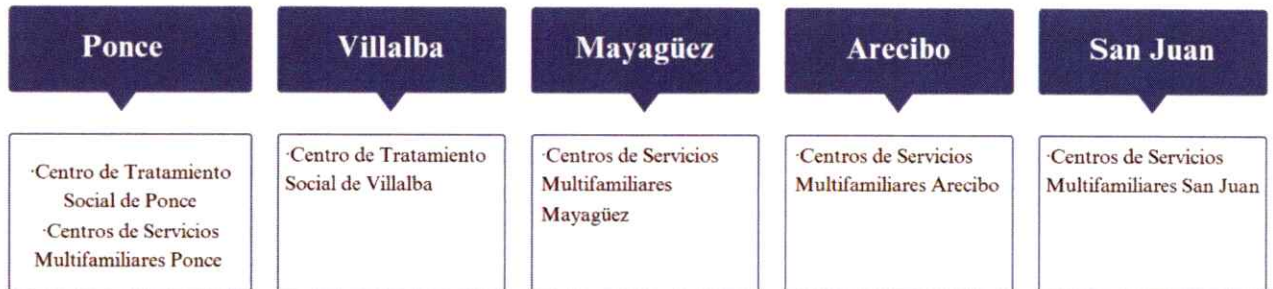 Ponce
·Centro de Tratamiento
Social de Ponce
·Centros de Servicios
Multifamiliares Ponce
Villalba
·Centro de Tratamiento
Social de Villalba
Mayagüez
·Centros de Servicios
Multifamiliares
Mayagüez
Arecibo
·Centros de Servicios
Multifamiliares Arecibo
San Juan
·Centros de Servicios
Multifamiliares San Juan